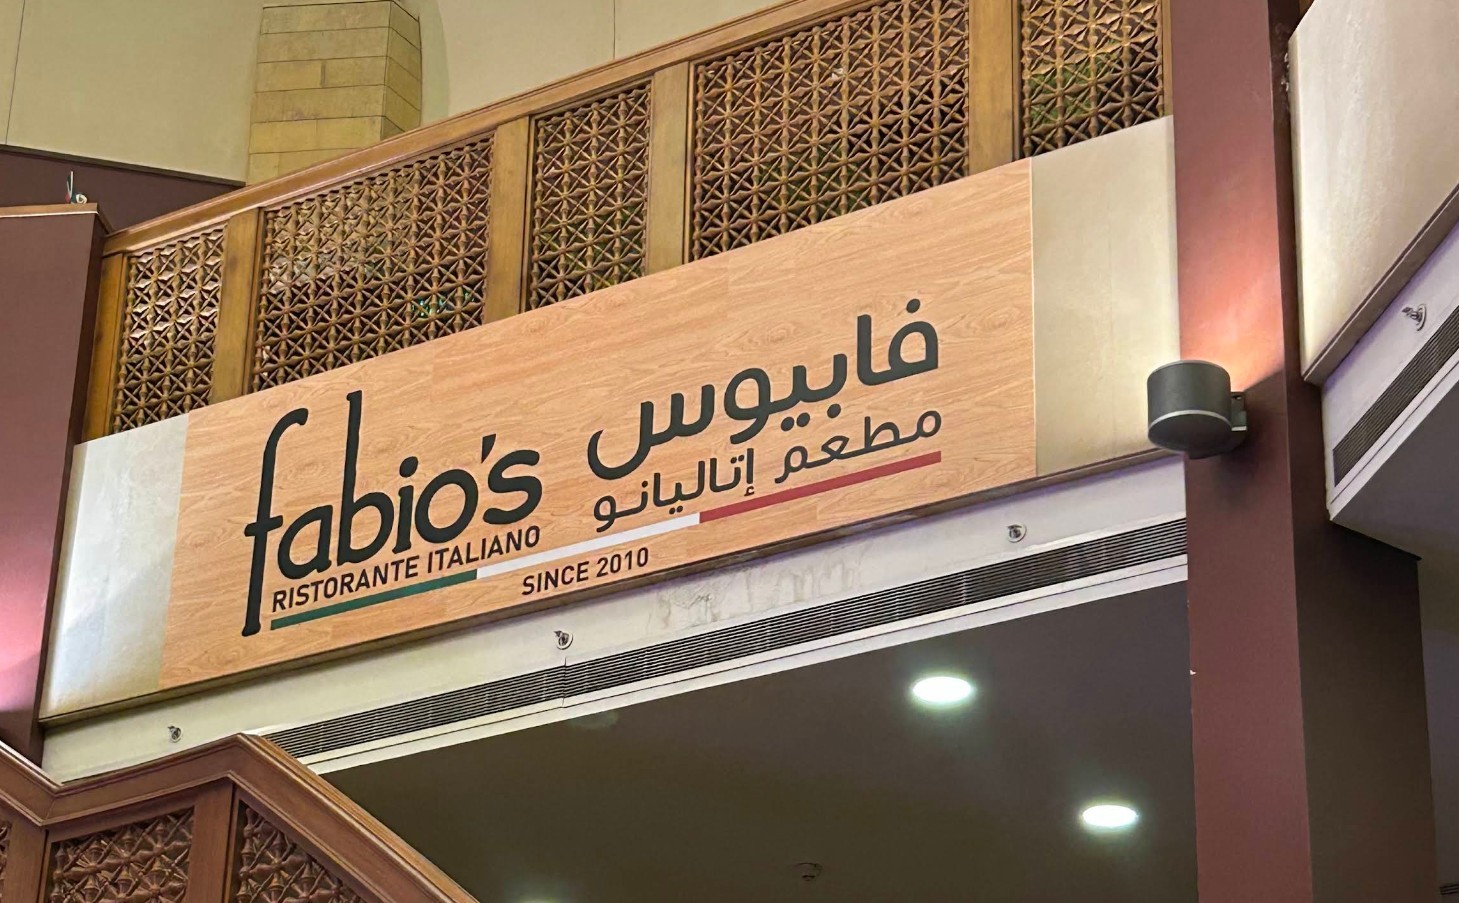 fabio's
RISTORANTE ITALIANO
فابيوس
مطعم إتاليانو
SINCE 2010